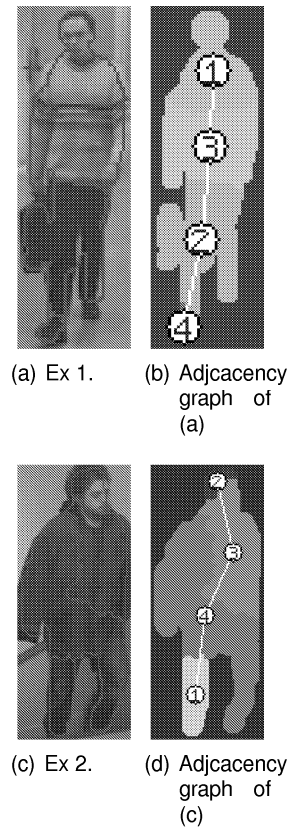 1
3
2
4
(a) Ex 1.
(b) Adjcacency
graph of
(a)
2
3
4
1
(c) Ex 2.
(d) Adjcacency
graph of
(c)